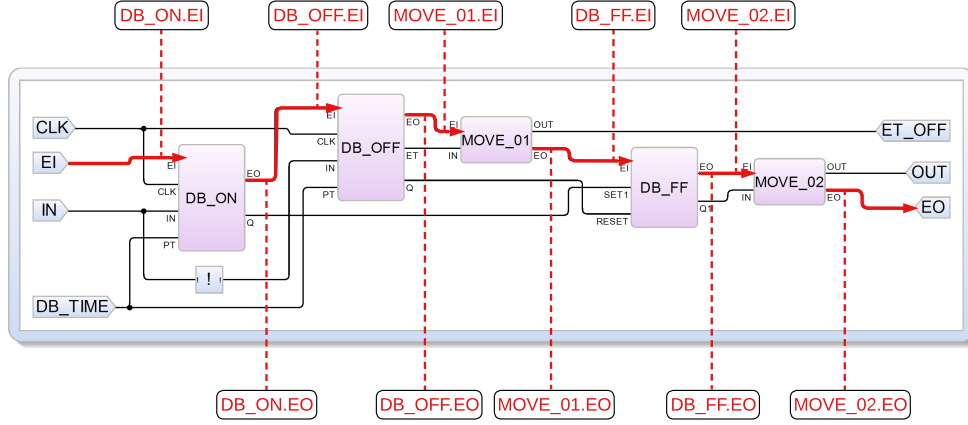 DB_ON.EI
DB_OFF.EI
MOVE_01.EI
DB_FF.EI
MOVE_02.EI
CLK
EI
IN
DB_TIME
EI
CLK
IN
PT
DB_ON
EO
Q
!
EI
CLK
IN
PT
DB_OFF
EO
ET
Q
EI
IN
MOVE_01
OUT
EO
EI
SET1
RESET
DB_FF
EO
Q1
EI
IN
MOVE_02
OUT
EO
ET_OFF
OUT
EO
DB_ON.EO
DB_OFF.EO
MOVE_01.EO
DB_FF.EO
MOVE_02.EO